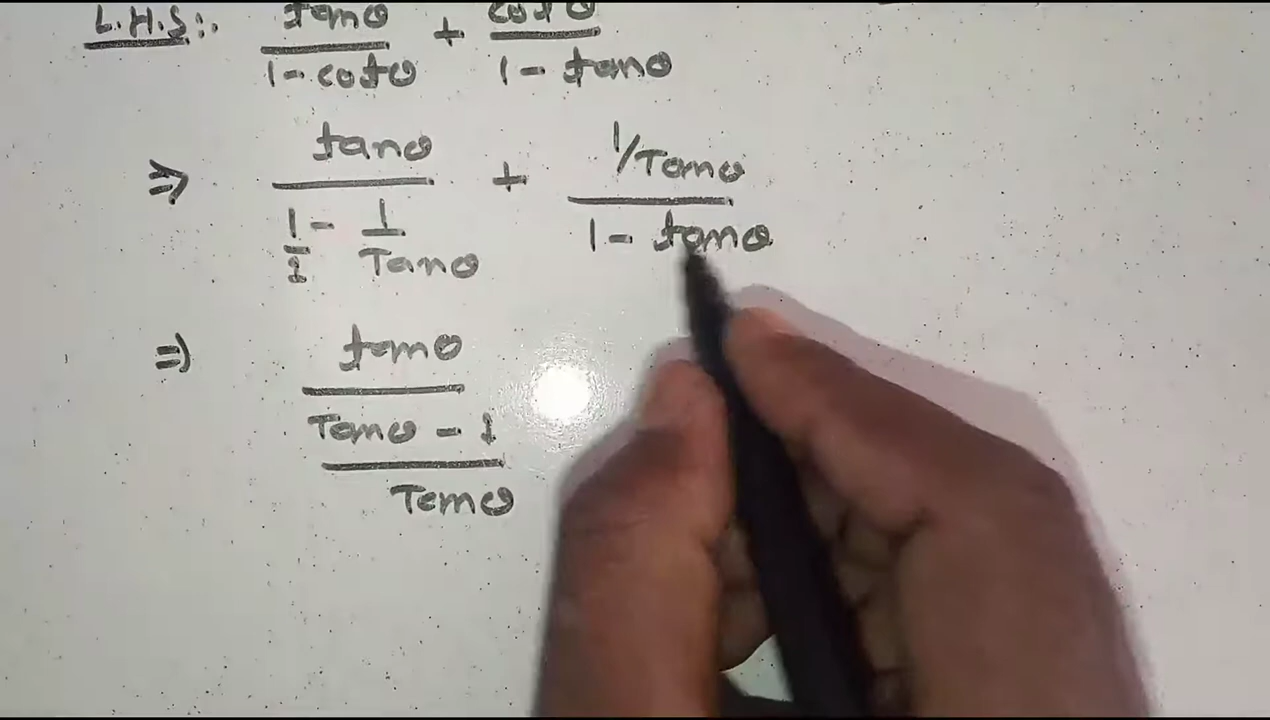 L.H.S:. tanθ / 1 - cotθ + cotθ / 1 - tanθ
⇒ tanθ / 1/1 - 1/Tanθ + 1/Tanθ / 1 - tanθ
⇒ tanθ / Tanθ - 1 / Tanθ